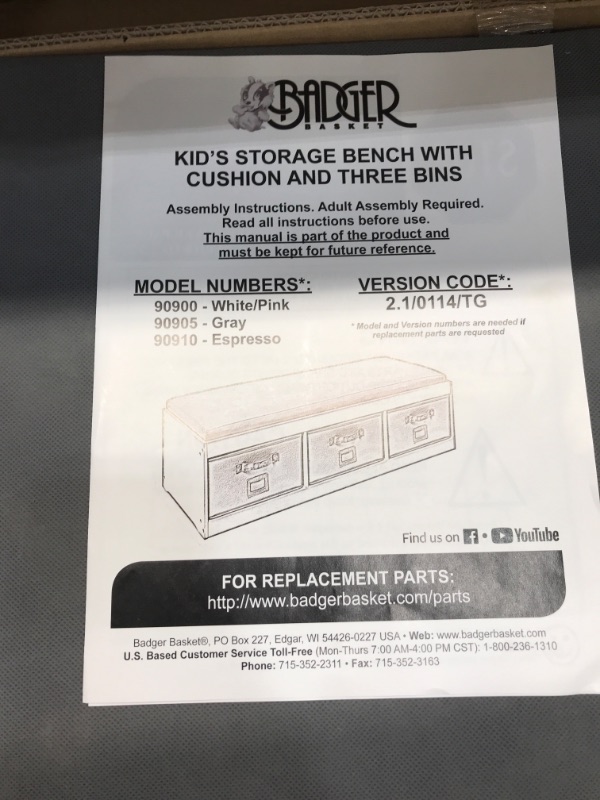 BADGER
BASKET
KID'S STORAGE BENCH WITH
CUSHION AND THREE BINS
Assembly Instructions. Adult Assembly Required.
Read all instructions before use.
This manual is part of the product and
must be kept for future reference.
MODEL NUMBERS*:
90900 - White/Pink
90905 - Gray
90910 - Espresso
VERSION CODE*:
2.1/0114/TG
* Model and Version numbers are needed if
replacement parts are requested
Find us on f • YouTube
FOR REPLACEMENT PARTS:
http://www.badgerbasket.com/parts
Badger Basket®, PO Box 227, Edgar, WI 54426-0227 USA • Web: www.badgerbasket.com
U.S. Based Customer Service Toll-Free (Mon-Thurs 7:00 AM-4:00 PM CST): 1-800-236-1310
Phone: 715-352-2311 • Fax: 715-352-3163